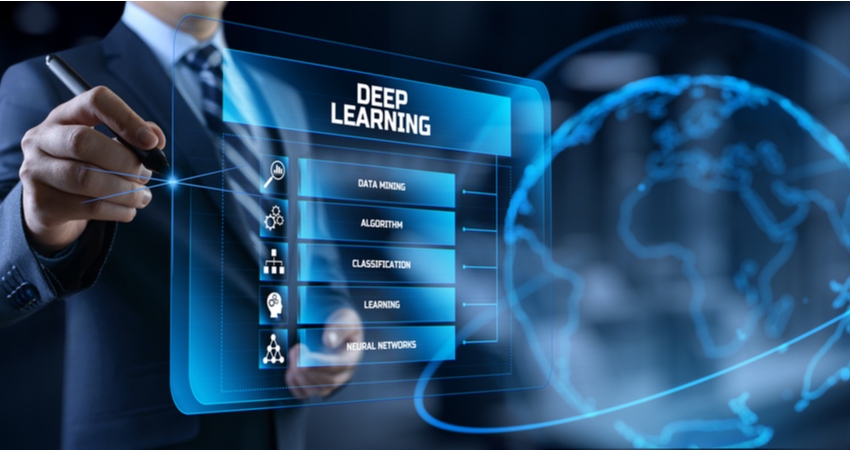 DEEP
LEARNING
DATA MINING
ALGORITHM
CLASSIFICATION
LEARNING
NEURAL NETWORKS